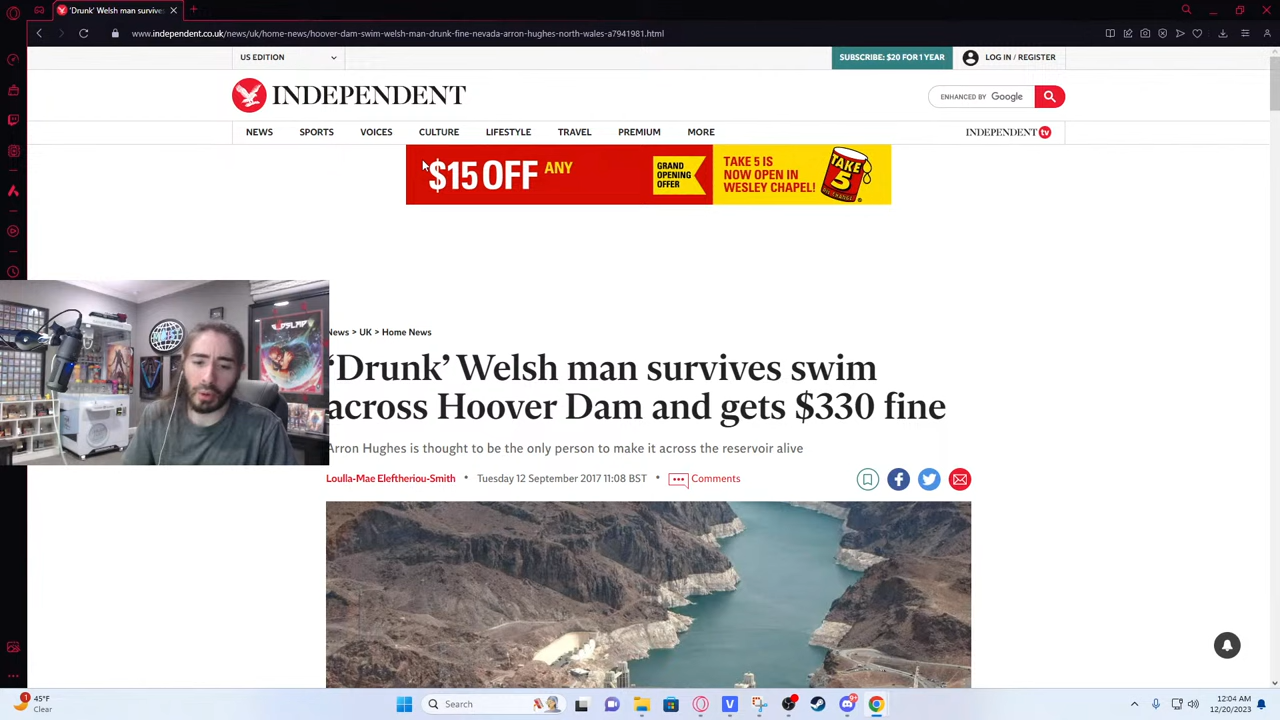 'Drunk' Welsh man su
www.independent.co.uk/news/uk/home-news/hoover-dam-swim-welsh-man-drunk-fine-nevada-arron-hughes-north-wales-a7941981.html
US EDITION
SUBSCRIBE: $20 FOR 1 YEAR
LOG IN / REGISTER
INDEPENDENT
ENHANCED BY Google
NEWS SPORTS VOICES CULTURE LIFESTYLE TRAVEL PREMIUM MORE
INDEPENDENT tv
$15 OFF ANY
GRAND
OPENING
OFFER
TAKE 5 IS
NOW OPEN IN
WESLEY CHAPEL!
TAKE
5
News > UK > Home News
'Drunk' Welsh man survives swim
across Hoover Dam and gets $330 fine
Arron Hughes is thought to be the only person to make it across the reservoir alive
Loulla-Mae Eleftheriou-Smith • Tuesday 12 September 2017 11:08 BST • Comments
1
45°F
Clear
Search
9+
12:04 AM
12/20/2023